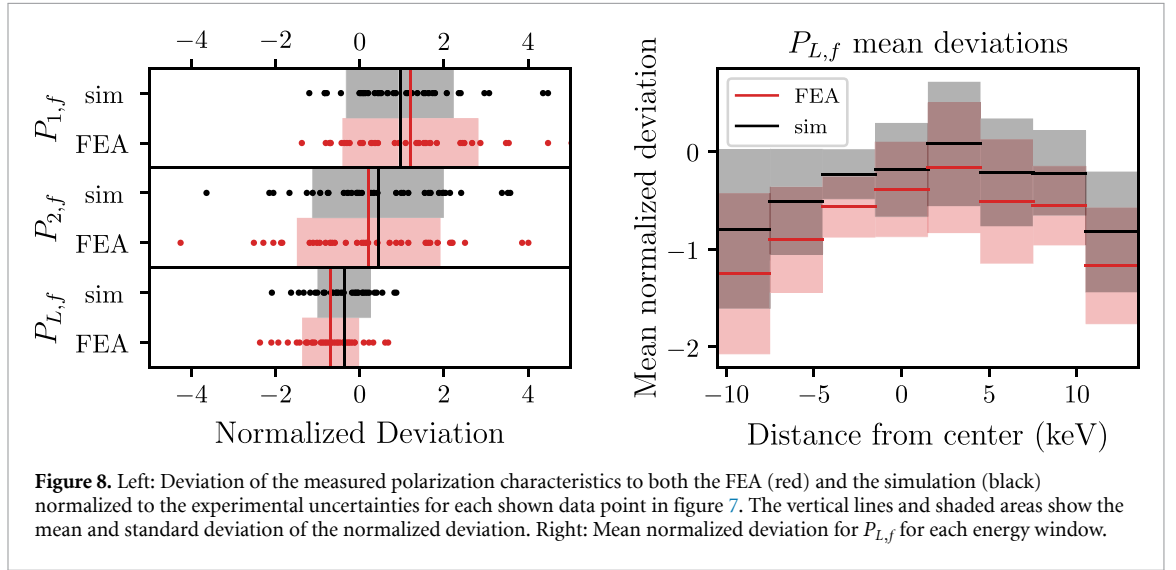 −4 −2 0 2 4
P1,f
sim
FEA
P2,f
sim
FEA
PL,f
sim
FEA
−4 −2 0 2 4
Normalized Deviation
PL,f mean deviations
Mean normalized deviation
FEA
sim
0
−1
−2
−10 −5 0 5 10
Distance from center (keV)
Figure 8. Left: Deviation of the measured polarization characteristics to both the FEA (red) and the simulation (black)
normalized to the experimental uncertainties for each shown data point in figure 7. The vertical lines and shaded areas show the
mean and standard deviation of the normalized deviation. Right: Mean normalized deviation for PL,f for each energy window.